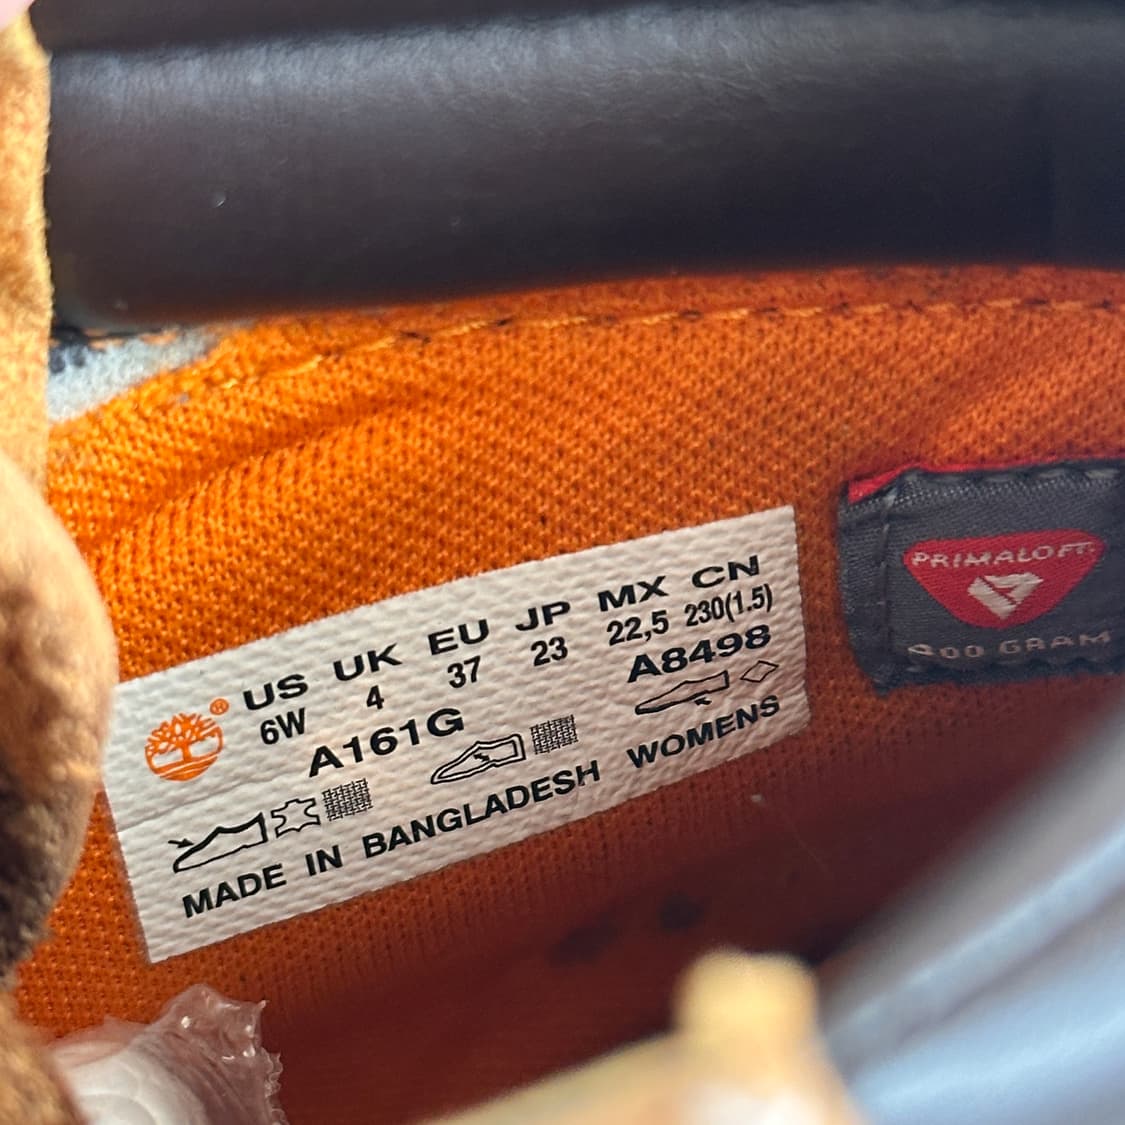 ® US UK EU JP MX CN
6W 4 37 23 22,5 230(1.5)
A161G A8498
MADE IN BANGLADESH WOMENS
PRIMALOFT
GRAM